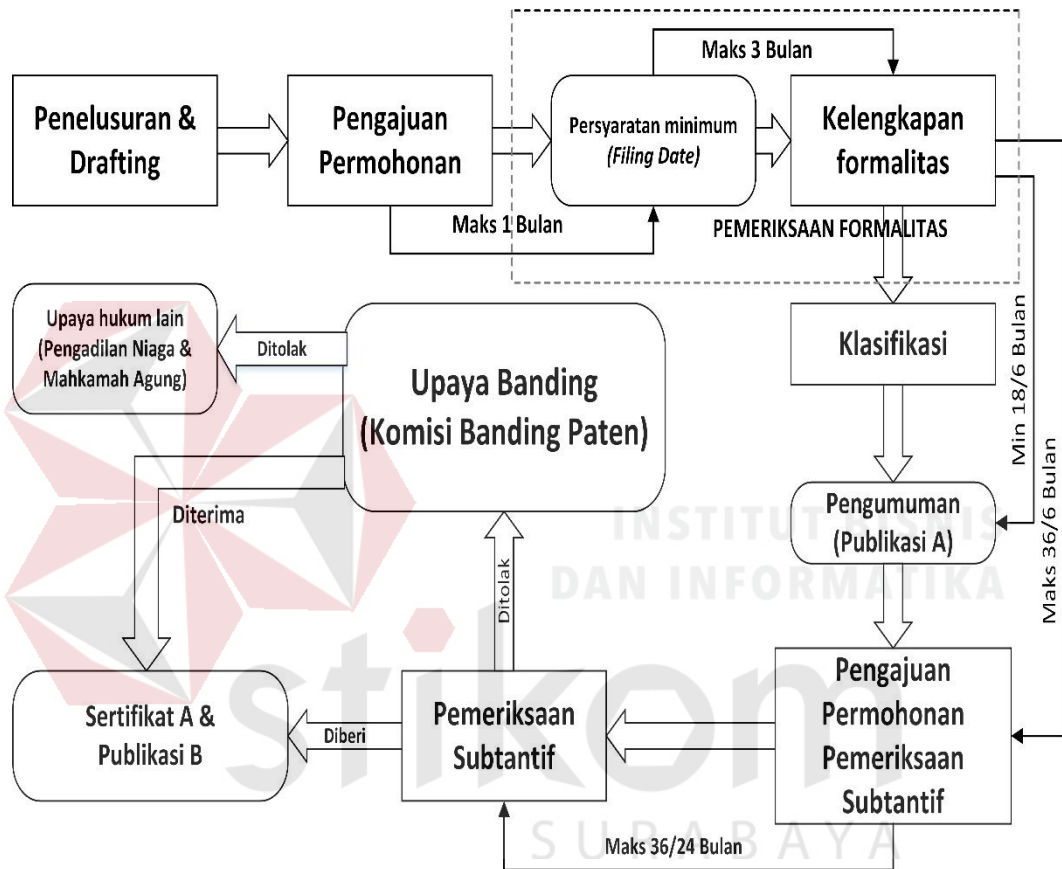 Maks 3 Bulan
Penelusuran &
Drafting
Pengajuan
Permohonan
Persyaratan minimum
(Filing Date)
Kelengkapan
formalitas
Maks 1 Bulan
PEMERIKSAAN FORMALITAS
Upaya hukum lain
(Pengadilan Niaga &
Mahkamah Agung)
Ditolak
Upaya Banding
(Komisi Banding Paten)
Klasifikasi
Min 18/6 Bulan
Maks 36/6 Bulan
Diterima
Pengumuman
(Publikasi A)
INSTITUT BISNIS
DAN INFORMATIKA
Ditolak
stikom
SURABAYA
Sertifikat A &
Publikasi B
Diberi
Pemeriksaan
Subtantif
Pengajuan
Permohonan
Pemeriksaan
Subtantif
Maks 36/24 Bulan